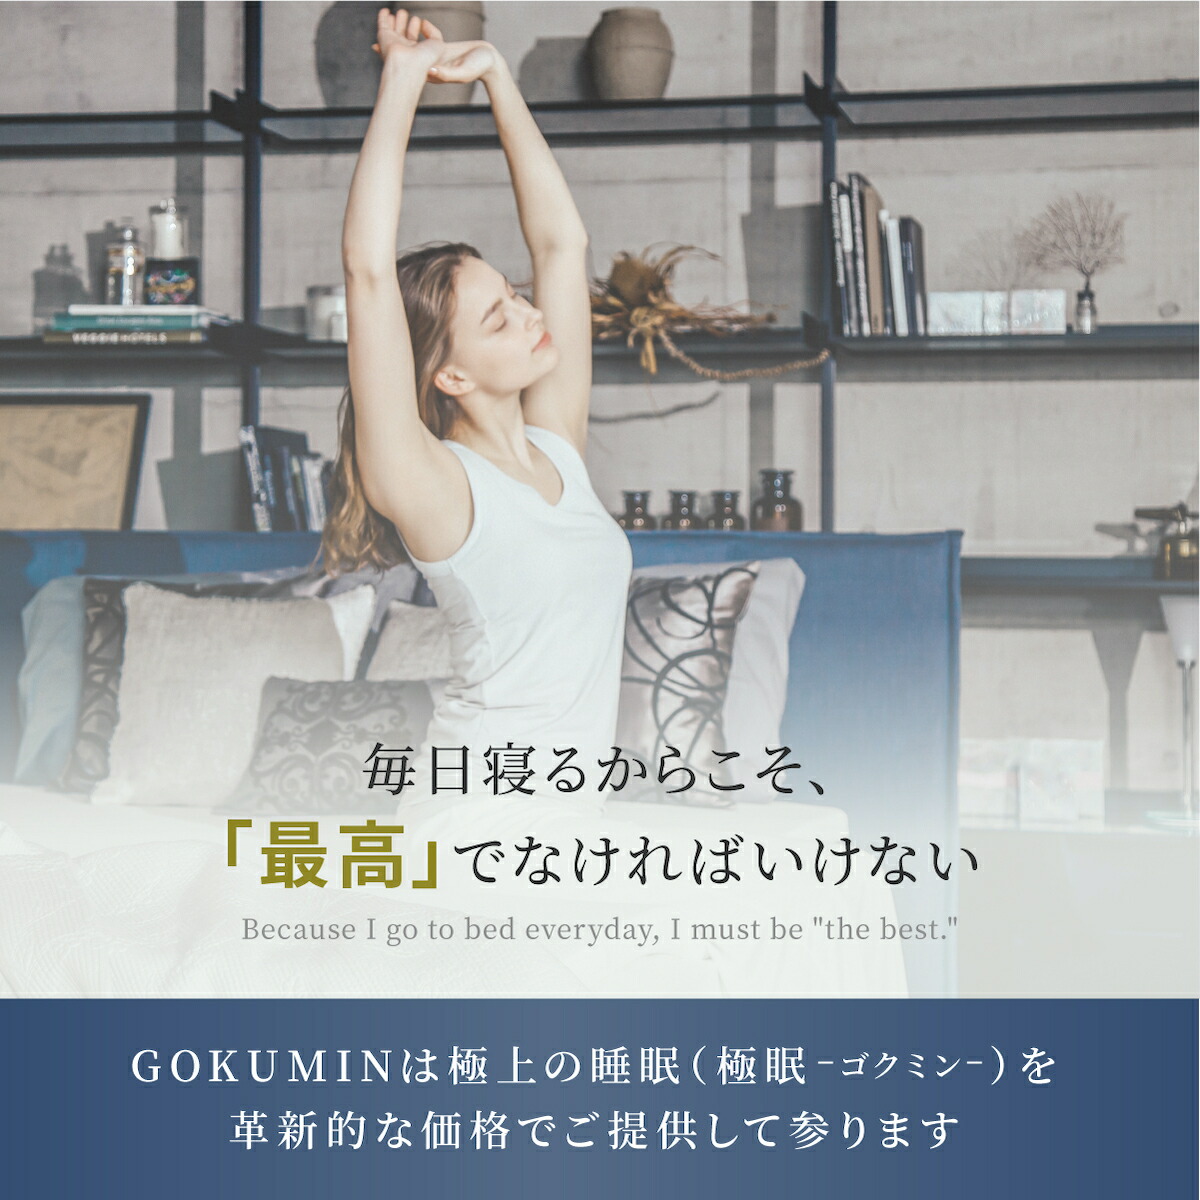 VEGGIE HOTELS
毎日寝るからこそ、
「最高」でなければいけない
Because I go to bed everyday, I must be "the best."
GOKUMINは極上の睡眠（極眠 -ゴクミン-）を
革新的な価格でご提供して参ります